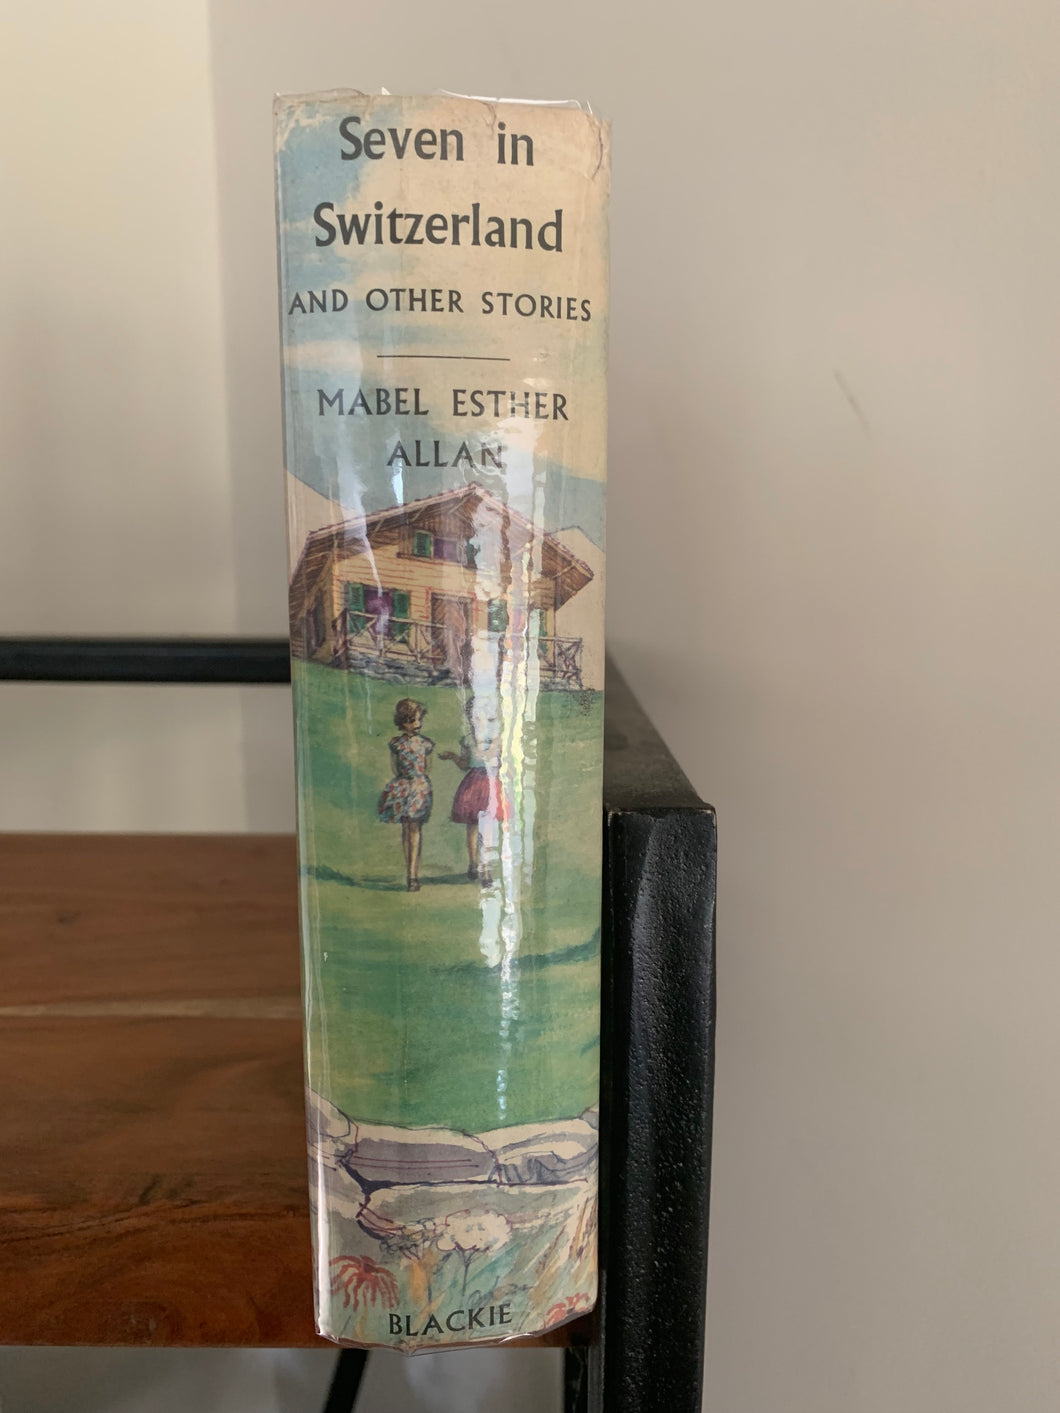 Seven in
Switzerland
AND OTHER STORIES
MABEL ESTHER
ALLAN
BLACKIE